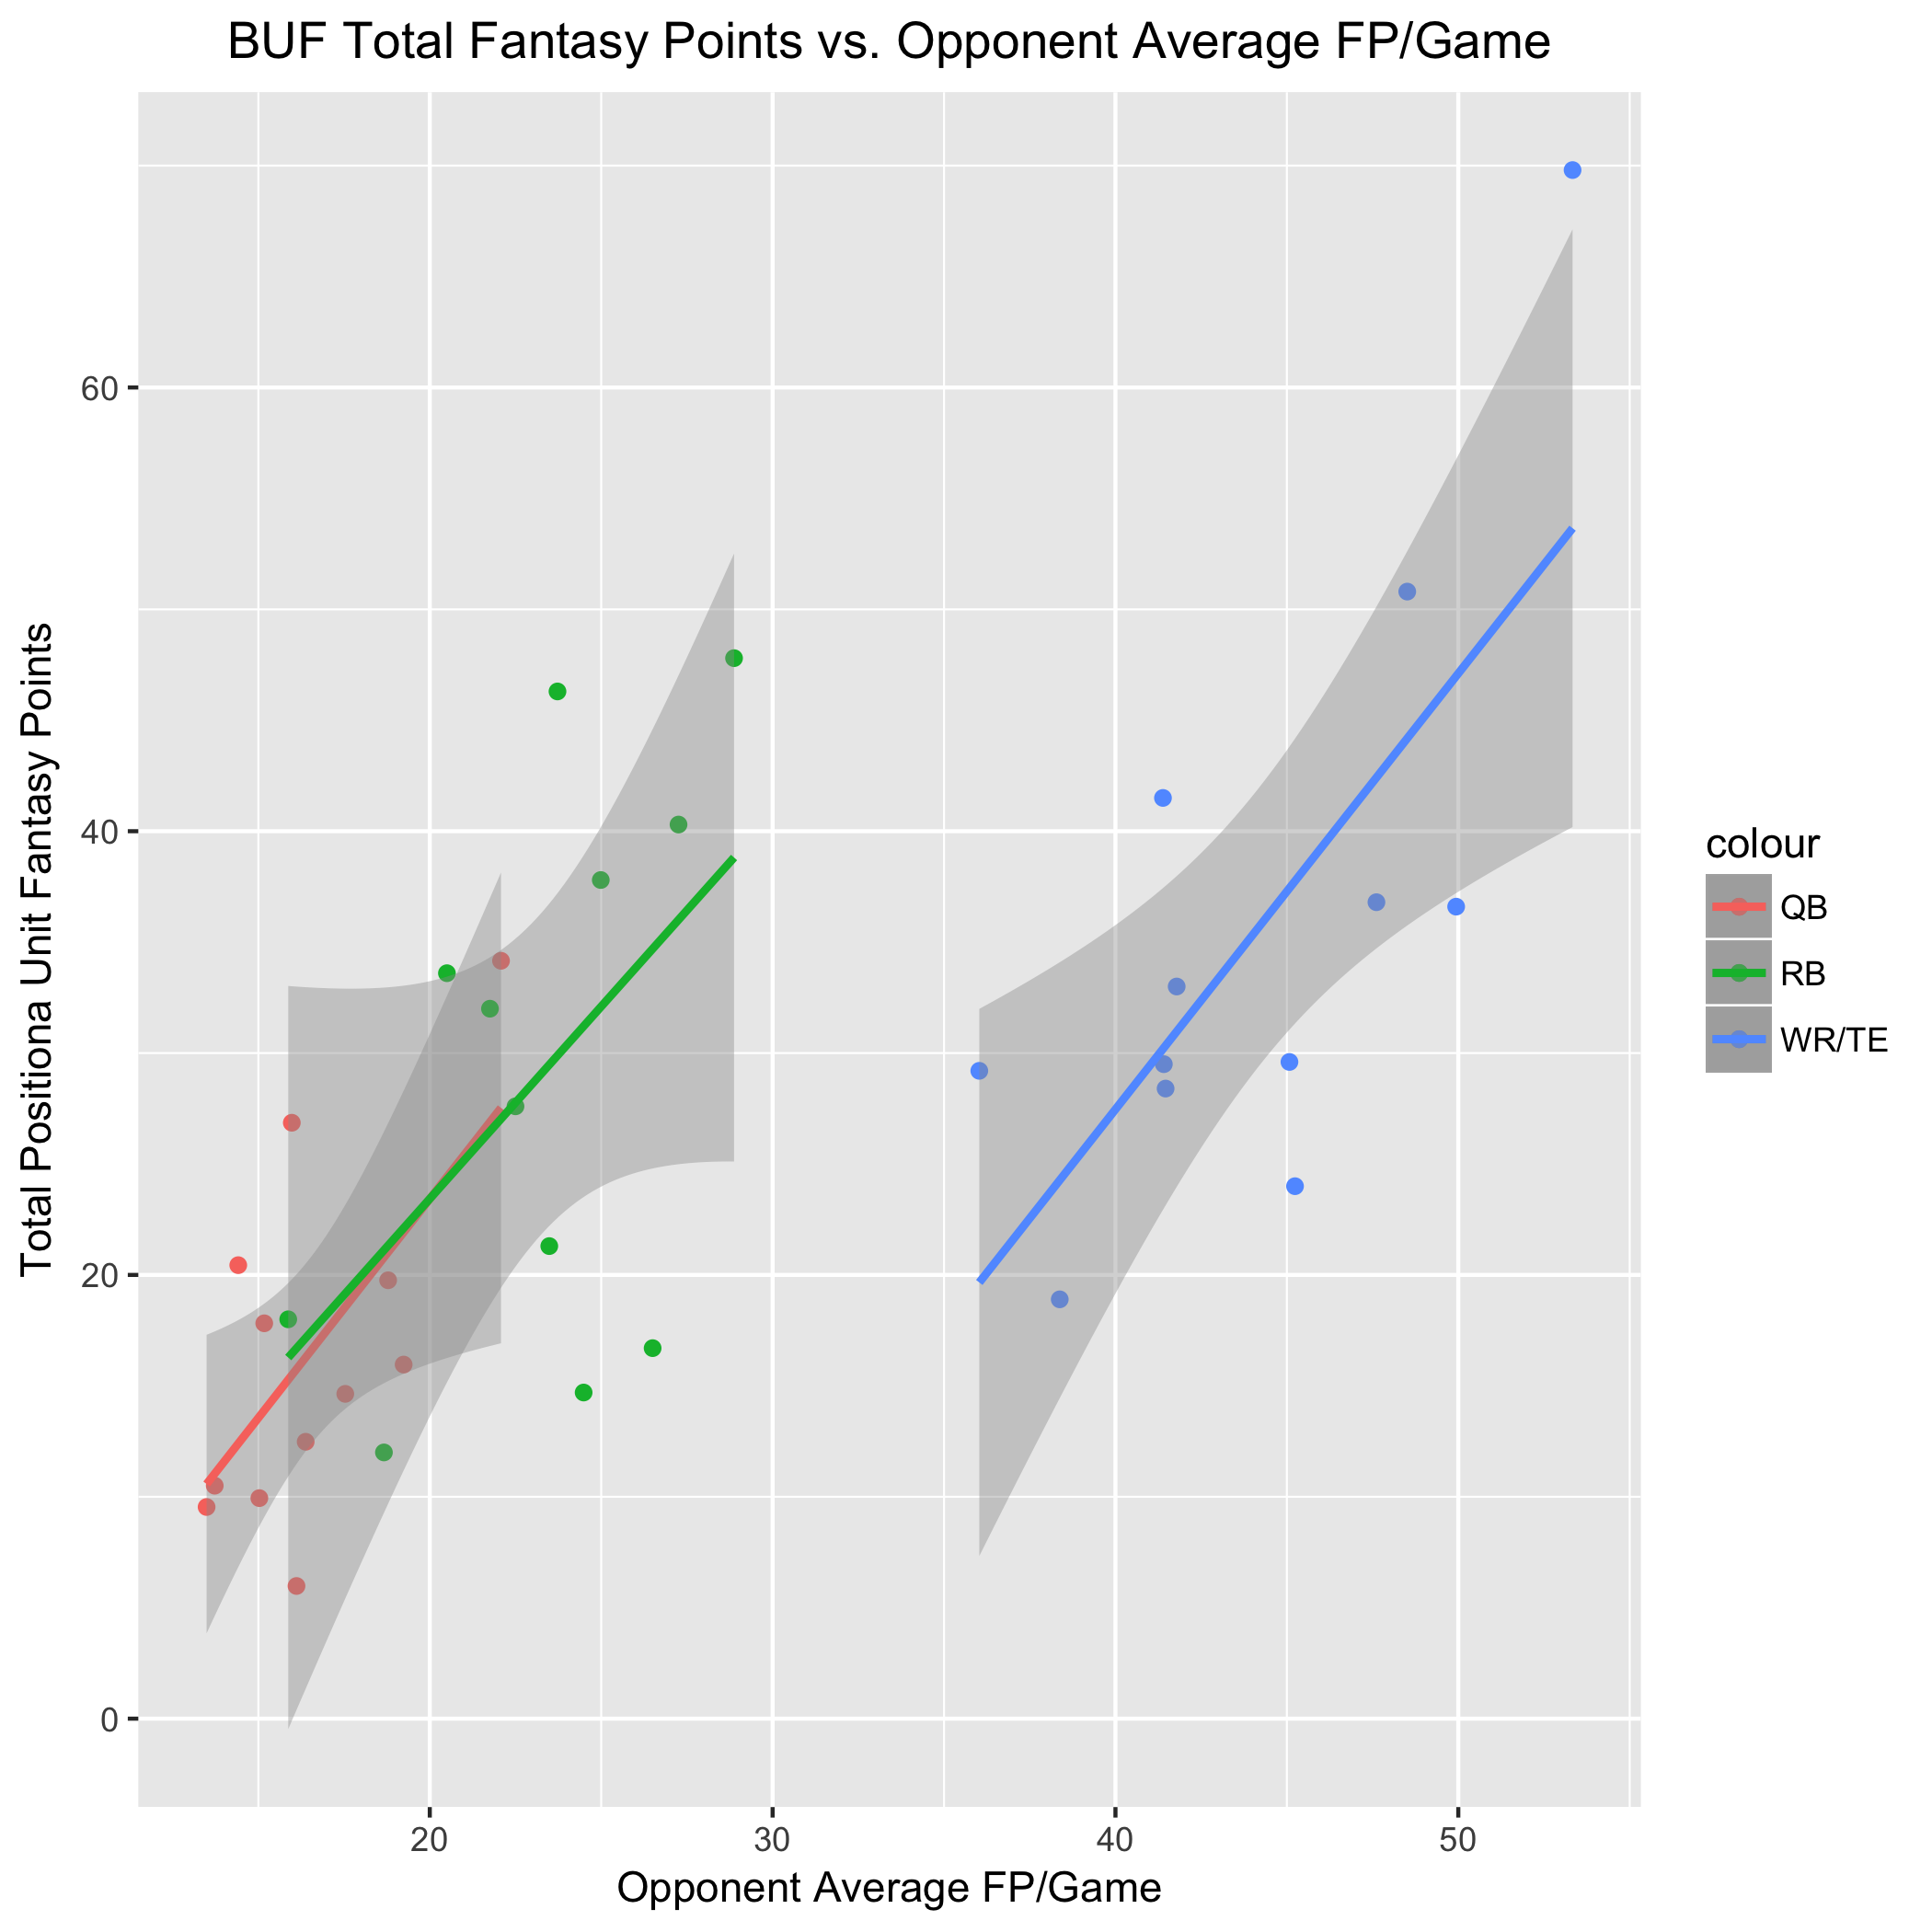 BUF Total Fantasy Points vs. Opponent Average FP/Game
Total Positiona Unit Fantasy Points
60
40
20
0
20 30 40 50
Opponent Average FP/Game
colour
QB
RB
WR/TE